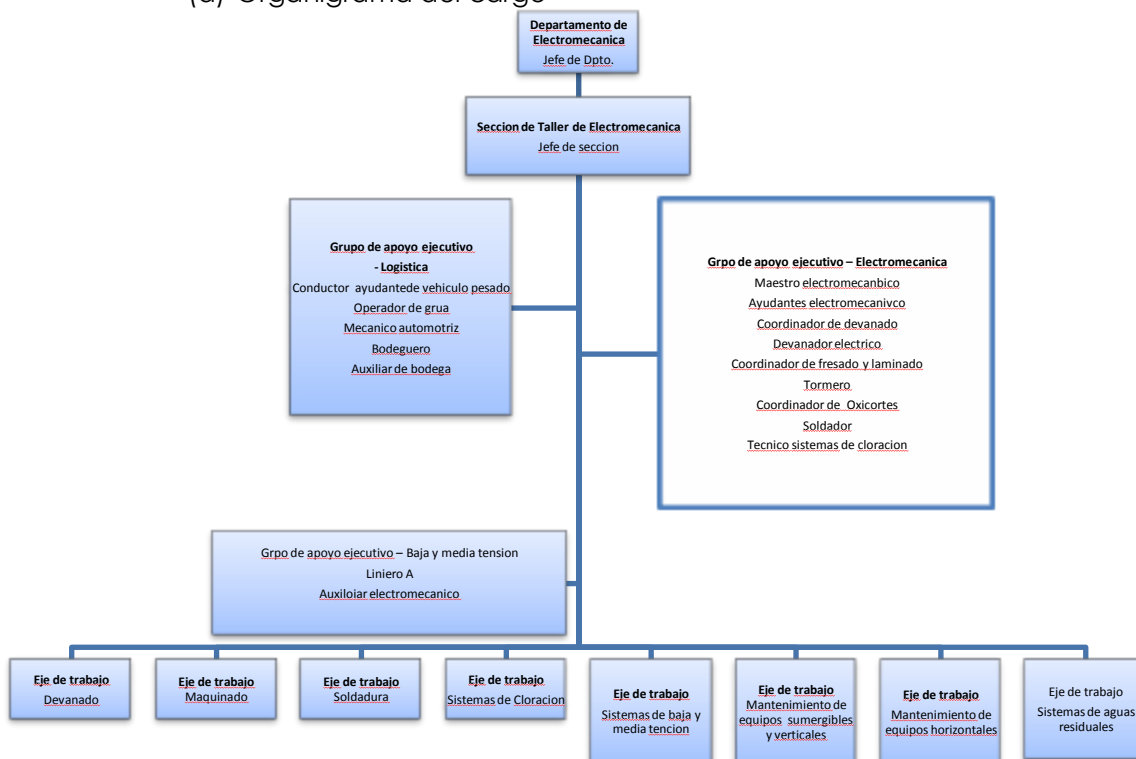 (a) Organigrama del cargo
Departamento de
Electromecanica
Jefe de Dpto.
Seccion de Taller de Electromecanica
Jefe de seccion
Grupo de apoyo ejecutivo
- Logistica
Conductor ayudantede vehiculo pesado
Operador de grua
Mecanico automotriz
Bodeguero
Auxiliar de bodega
Grpo de apoyo ejecutivo – Electromecanica
Maestro electromecanbico
Ayudantes electromecanivco
Coordinador de devanado
Devanador electrico
Coordinador de fresado y laminado
Tormero
Coordinador de Oxicortes
Soldador
Tecnico sistemas de cloracion
Grpo de apoyo ejecutivo – Baja y media tension
Liniero A
Auxiloiar electromecanico
Eje de trabajo
Devanado
Eje de trabajo
Maquinado
Eje de trabajo
Soldadura
Eje de trabajo
Sistemas de Cloracion
Eje de trabajo
Sistemas de baja y
media tencion
Eje de trabajo
Mantenimiento de
equipos sumergibles
y verticales
Eje de trabajo
Mantenimiento de
equipos horizontales
Eje de trabajo
Sistemas de aguas
residuales